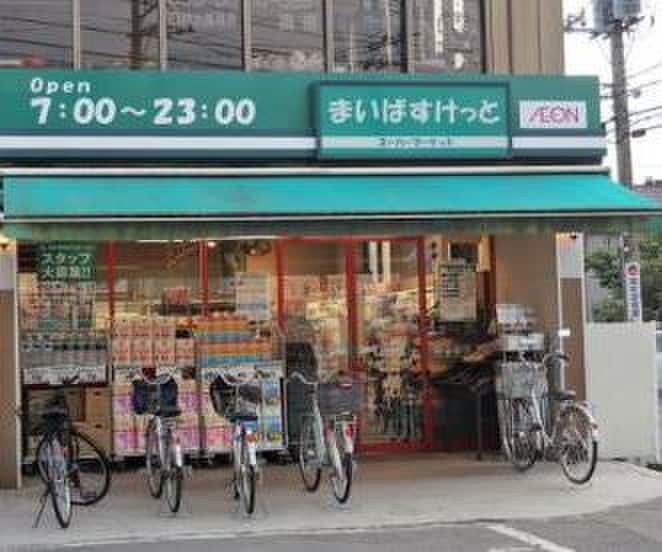 Open
7:00～23:00
まいばすけっと
スーパーマーケット
ÆON
スタッフ
大募集!!